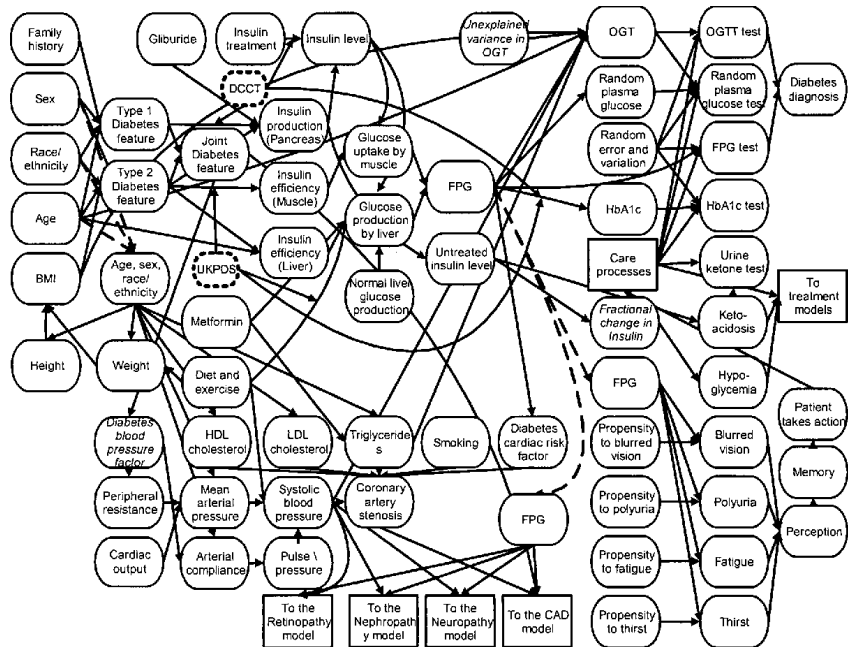 Family
history
Gliburide
Insulin
treatment
Insulin level
Unexplained
variance in
OGT
OGT
OGTT test
DCCT
Sex
Type 1
Diabetes
feature
Joint
Diabetes
feature
Insulin
production
(Pancreas)
Random
plasma
glucose
Random
plasma
glucose test
Diabetes
diagnosis
Race/
ethnicity
Type 2
Diabetes
feature
Glucose
uptake by
muscle
Random
error and
variation
FPG test
Insulin
efficiency
(Muscle)
FPG
Age
Glucose
production
by liver
HbA1c
HbA1c test
Insulin
efficiency
(Liver)
Untreated
insulin level
Care
processes
Urine
ketone test
BMI
Age, sex,
race/
ethnicity
UKPDS
Normal liver
glucose
production
To
treatment
models
Metformin
Fractional
change in
Insulin
Keto-
acidosis
Height
Weight
Diet and
exercise
FPG
Hypo-
glycemia
Patient
takes action
Diabetes
blood
pressure
factor
HDL
cholesterol
LDL
cholesterol
Triglyceride
s
Smoking
Diabetes
cardiac risk
factor
Propensity
to blurred
vision
Blurred
vision
Memory
Peripheral
resistance
Mean
arterial
pressure
Systolic
blood
pressure
Coronary
artery
stenosis
FPG
Propensity
to polyuria
Polyuria
Perception
Cardiac
output
Arterial
compliance
Pulse \
pressure
Propensity
to fatigue
Fatigue
To the
Retinopathy
model
To the
Nephropath
y model
To the
Neuropathy
model
To the CAD
model
Propensity
to thirst
Thirst